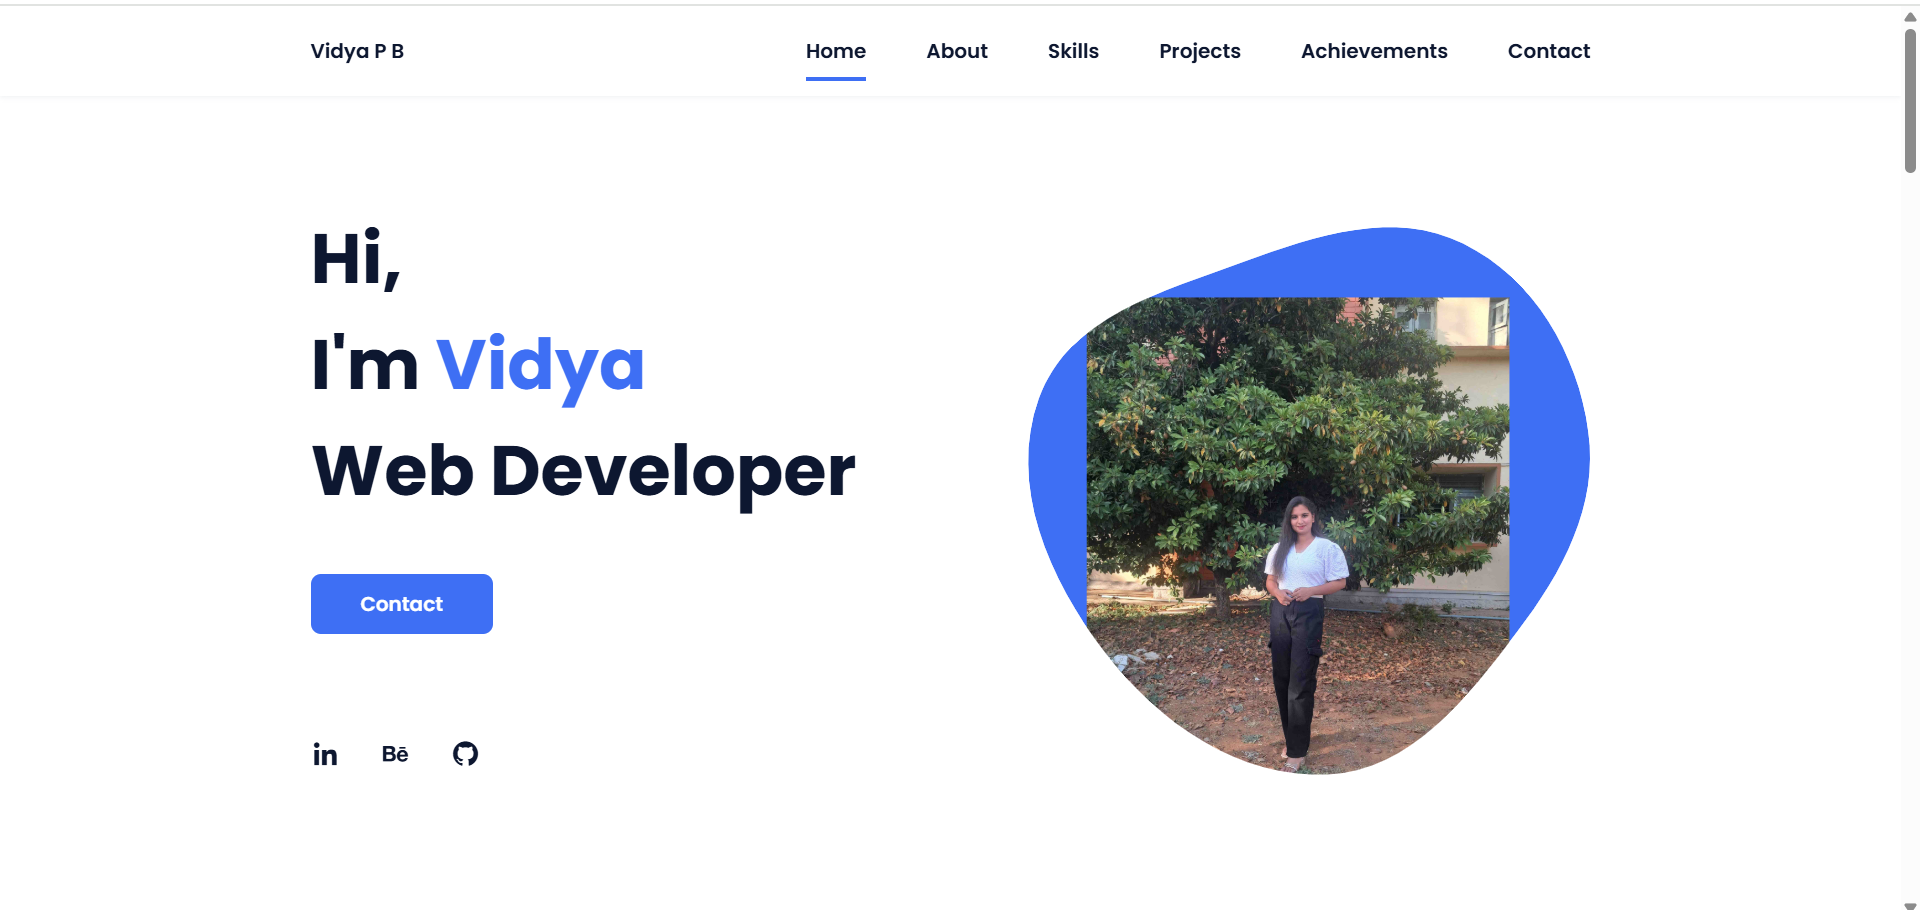 Vidya P B
Home About Skills Projects Achievements Contact
Hi,
I'm Vidya
Web Developer
Contact
in Bē